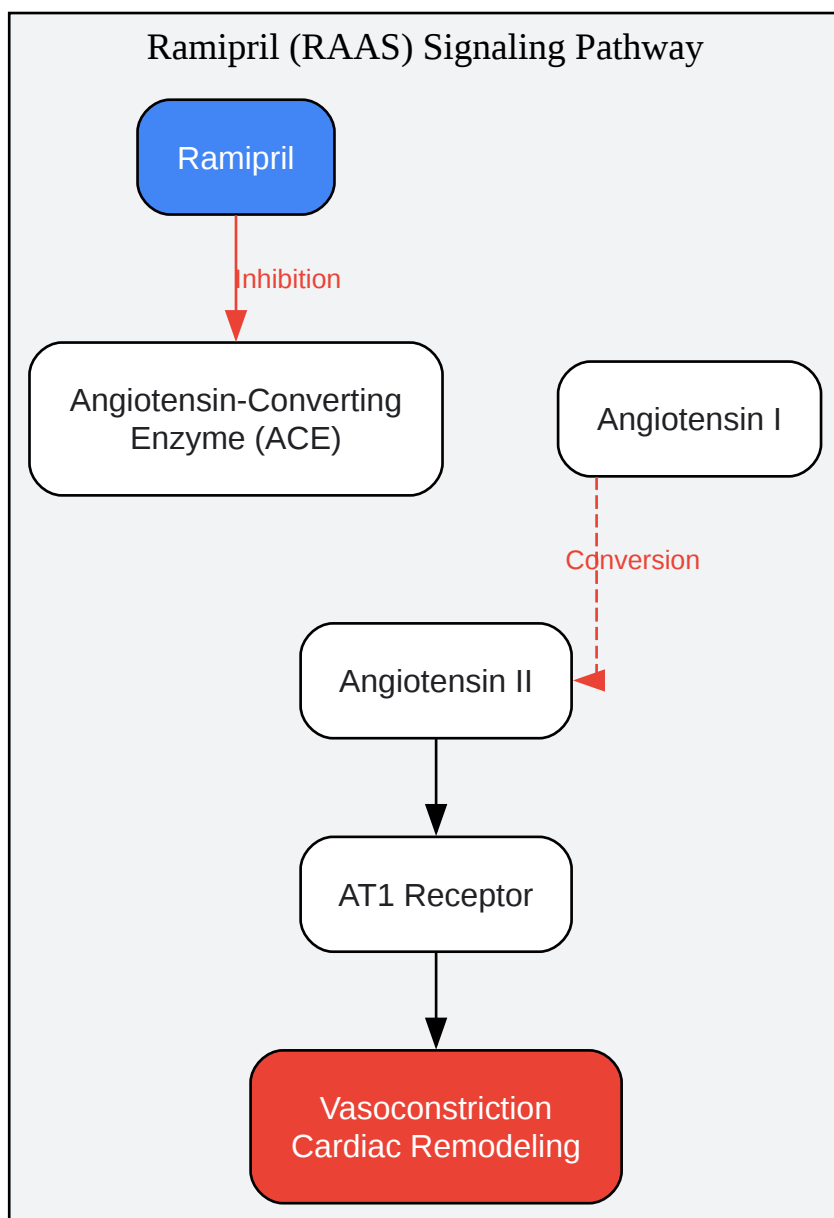 Ramipril (RAAS) Signaling Pathway
Ramipril
Inhibition
Angiotensin-Converting
Enzyme (ACE)
Angiotensin I
Conversion
Angiotensin II
AT1 Receptor
Vasoconstriction
Cardiac Remodeling